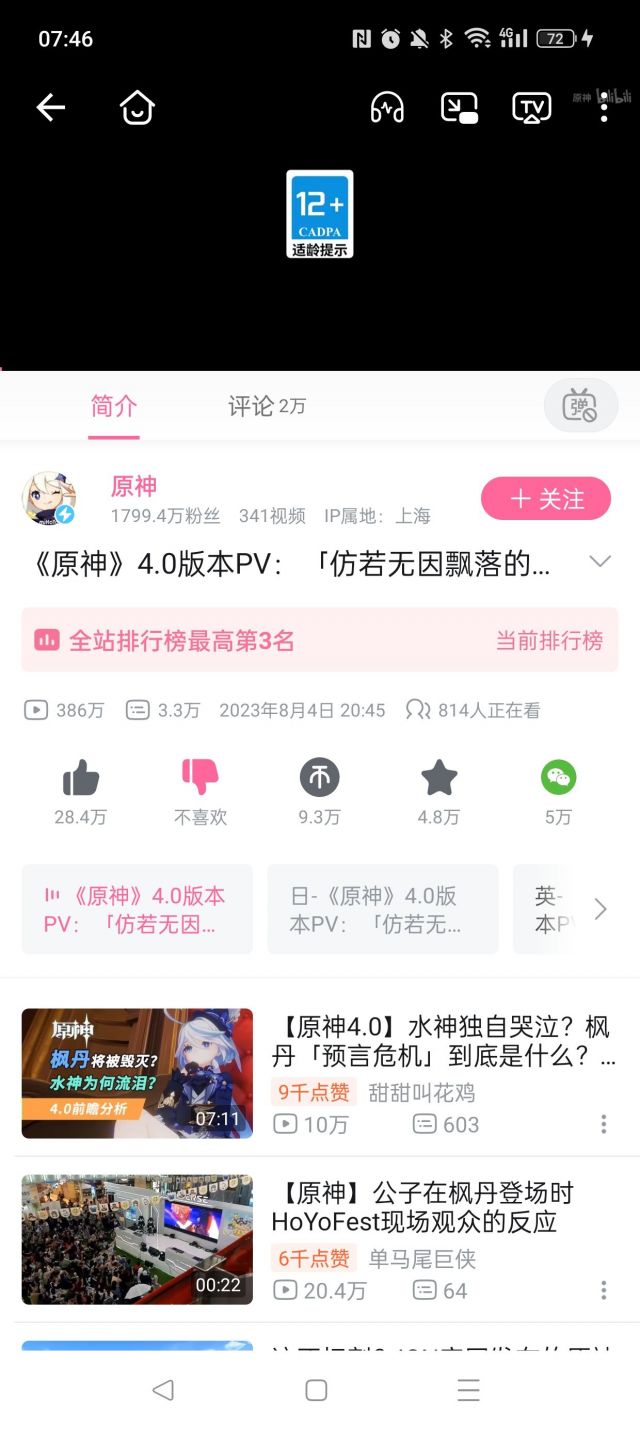 07:46
4G
72
TV
原神 bilibili
12+
CADPA
适龄提示
简介
评论 2万
弹
原神
1799.4万粉丝 341视频 IP属地：上海
＋ 关注
《原神》4.0版本PV：「仿若无因飘落的...
全站排行榜最高第3名
当前排行榜
386万 3.3万 2023年8月4日 20:45 814人正在看
28.4万
不喜欢
9.3万
4.8万
5万
《原神》4.0版本
PV：「仿若无因...
日-《原神》4.0版
本PV：「仿若无...
英-
本P
原神
枫丹将被毁灭？
水神为何流泪？
4.0前瞻分析
07:11
【原神4.0】水神独自哭泣？枫
丹「预言危机」到底是什么？...
9千点赞 甜甜叫花鸡
10万 603
00:22
【原神】公子在枫丹登场时
HoYoFest现场观众的反应
6千点赞 单马尾巨侠
20.4万 64